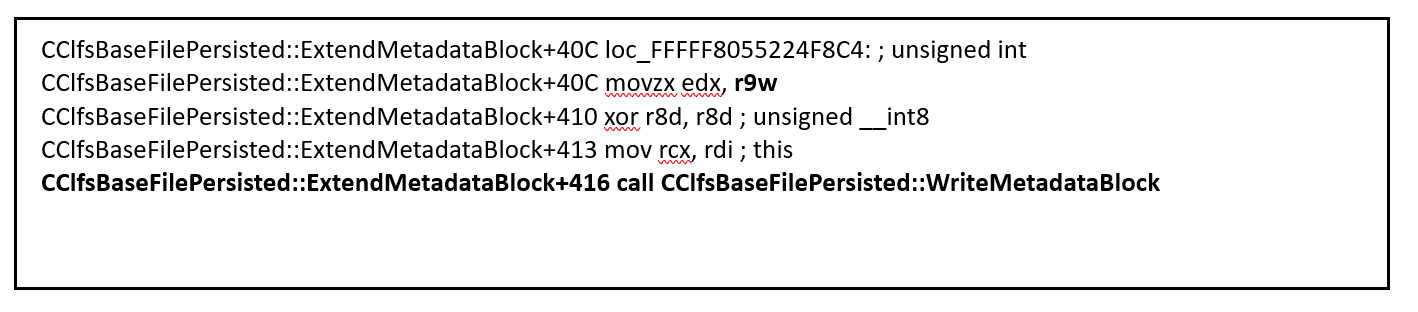 CClfsBaseFilePersisted::ExtendMetadataBlock+40C loc_FFFFF8055224F8C4: ; unsigned int
CClfsBaseFilePersisted::ExtendMetadataBlock+40C movzx edx, r9w
CClfsBaseFilePersisted::ExtendMetadataBlock+410 xor r8d, r8d ; unsigned __int8
CClfsBaseFilePersisted::ExtendMetadataBlock+413 mov rcx, rdi ; this
CClfsBaseFilePersisted::ExtendMetadataBlock+416 call CClfsBaseFilePersisted::WriteMetadataBlock